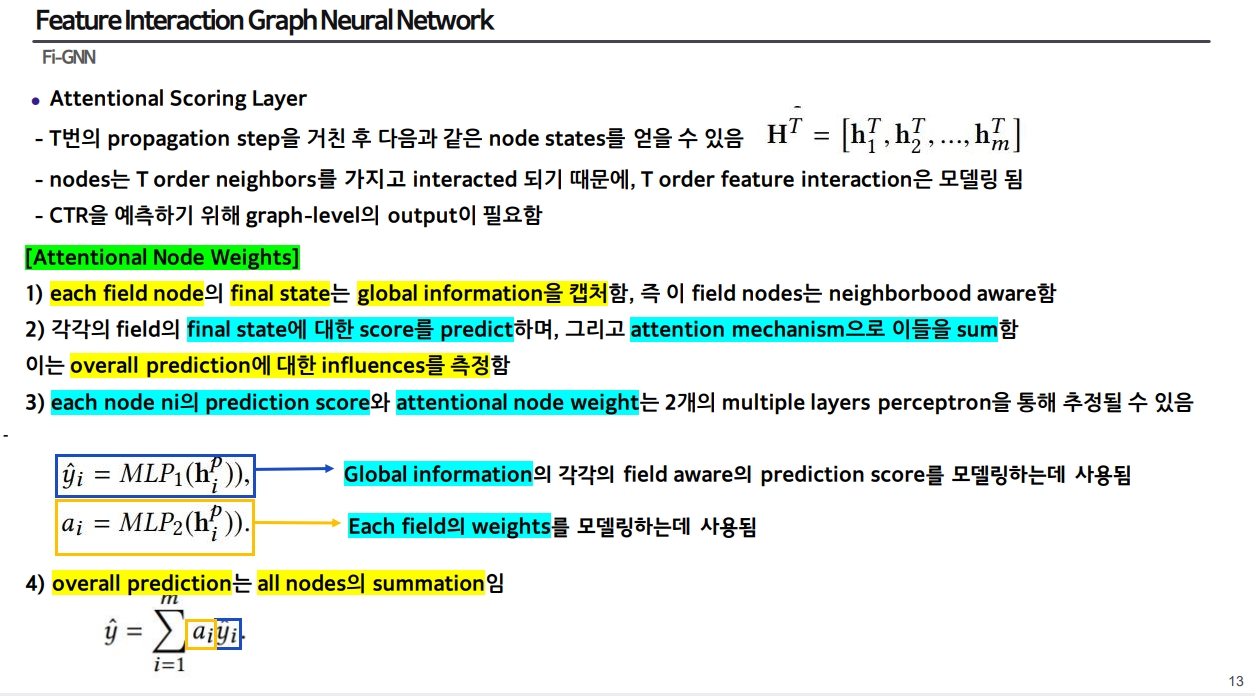 Feature Interaction Graph Neural Network
Fi-GNN
• Attentional Scoring Layer
- T번의 propagation step을 거친 후 다음과 같은 node states를 얻을 수 있음 H^T = [h_1^T, h_2^T, ..., h_m^T]
- nodes는 T order neighbors를 가지고 interacted 되기 때문에, T order feature interaction은 모델링 됨
- CTR을 예측하기 위해 graph-level의 output이 필요함
[Attentional Node Weights]
1) each field node의 final state는 global information을 캡처함, 즉 이 field nodes는 neighborbood aware함
2) 각각의 field의 final state에 대한 score를 predict하며, 그리고 attention mechanism으로 이들을 sum함
이는 overall prediction에 대한 influences를 측정함
3) each node ni의 prediction score와 attentional node weight는 2개의 multiple layers perceptron을 통해 추정될 수 있음
ŷ_i = MLP_1(h_i^p)), Global information의 각각의 field aware의 prediction score를 모델링하는데 사용됨
a_i = MLP_2(h_i^p)). Each field의 weights를 모델링하는데 사용됨
4) overall prediction는 all nodes의 summation임
ŷ = ∑_{i=1}^{m} a_i ŷ_i.
13